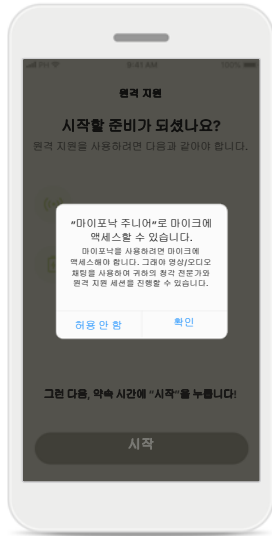 PH
9:41 AM
100%
원격 지원
시작할 준비가 되셨나요?
원격 지원을 사용하려면 다음과 같아야 합니다.
"마이포낙 주니어"로 마이크에
액세스할 수 있습니다.
마이포낙을 사용하려면 마이크에
액세스해야 합니다. 그래야 영상/오디오
채팅을 사용하여 귀하의 청각 전문가와
원격 지원 세션을 진행할 수 있습니다.
허용 안 함
확인
그런 다음, 약속 시간에 "시작"을 누릅니다!
시작